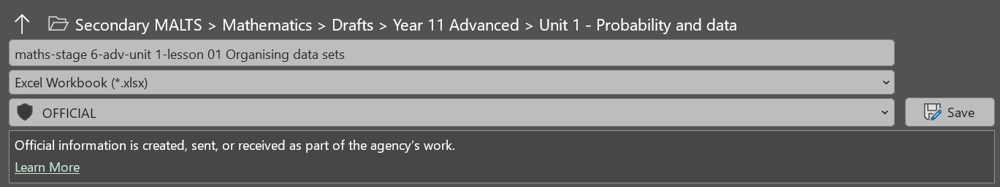 Secondary MALTS > Mathematics > Drafts > Year 11 Advanced > Unit 1 - Probability and data
maths-stage 6-adv-unit 1-lesson 01 Organising data sets
Excel Workbook (*.xlsx)
OFFICIAL
Save
Official information is created, sent, or received as part of the agency’s work.
Learn More